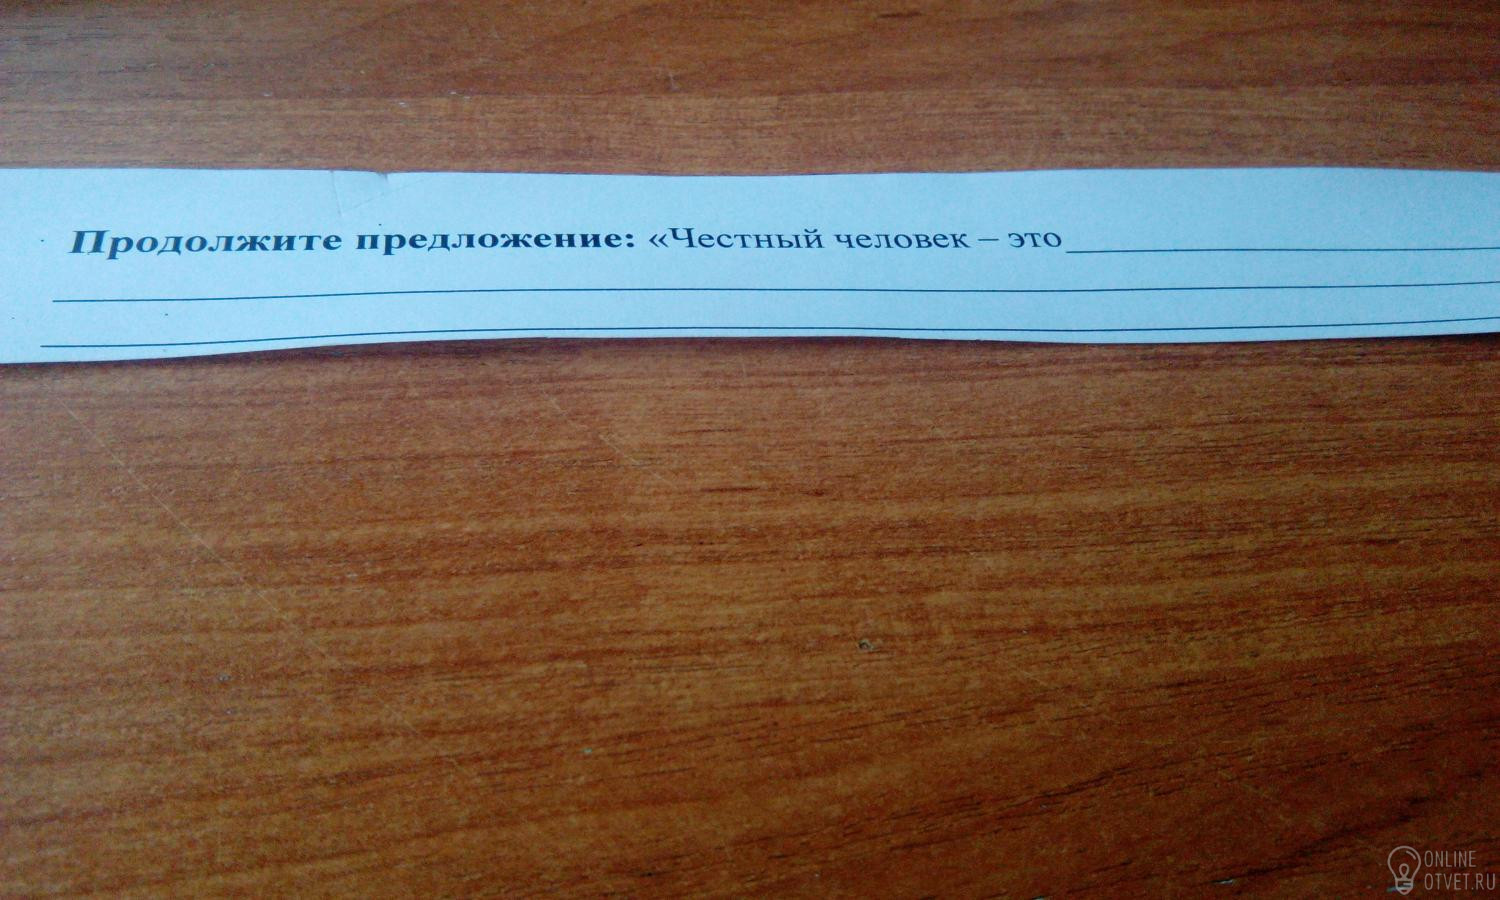 Продолжите предложение: «Честный человек – это
ONLINE
OTVET.RU